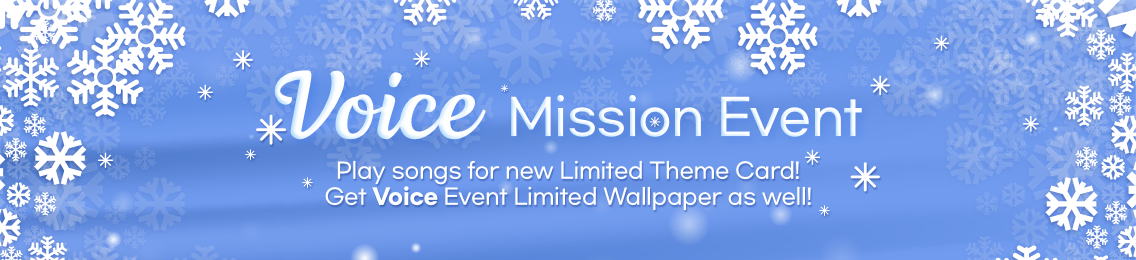 Voice Mission Event
Play songs for new Limited Theme Card!
Get Voice Event Limited Wallpaper as well!